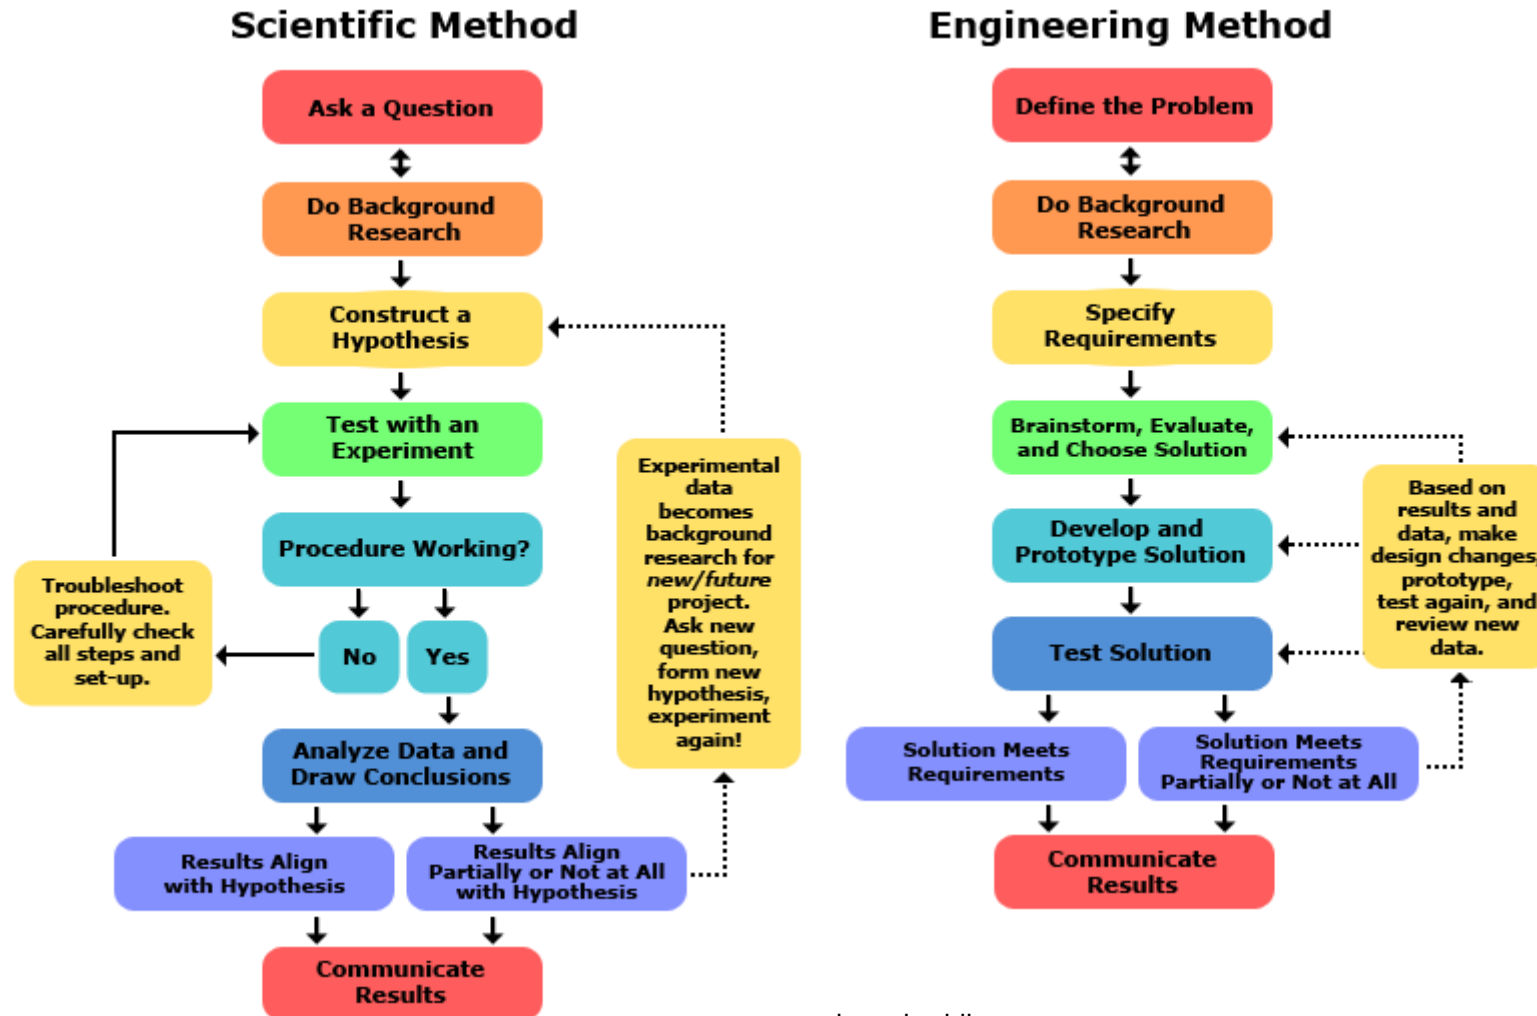 Scientific Method
Ask a Question
Do Background
Research
Construct a
Hypothesis
Test with an
Experiment
Procedure Working?
No
Yes
Troubleshoot
procedure.
Carefully check
all steps and
set-up.
Analyze Data and
Draw Conclusions
Results Align
with Hypothesis
Results Align
Partially or Not at All
with Hypothesis
Experimental
data
becomes
background
research for
new/future
project.
Ask new
question,
form new
hypothesis,
experiment
again!
Communicate
Results
Engineering Method
Define the Problem
Do Background
Research
Specify
Requirements
Brainstorm, Evaluate,
and Choose Solution
Develop and
Prototype Solution
Test Solution
Based on
results and
data, make
design changes,
prototype,
test again, and
review new
data.
Solution Meets
Requirements
Solution Meets
Requirements
Partially or Not at All
Communicate
Results